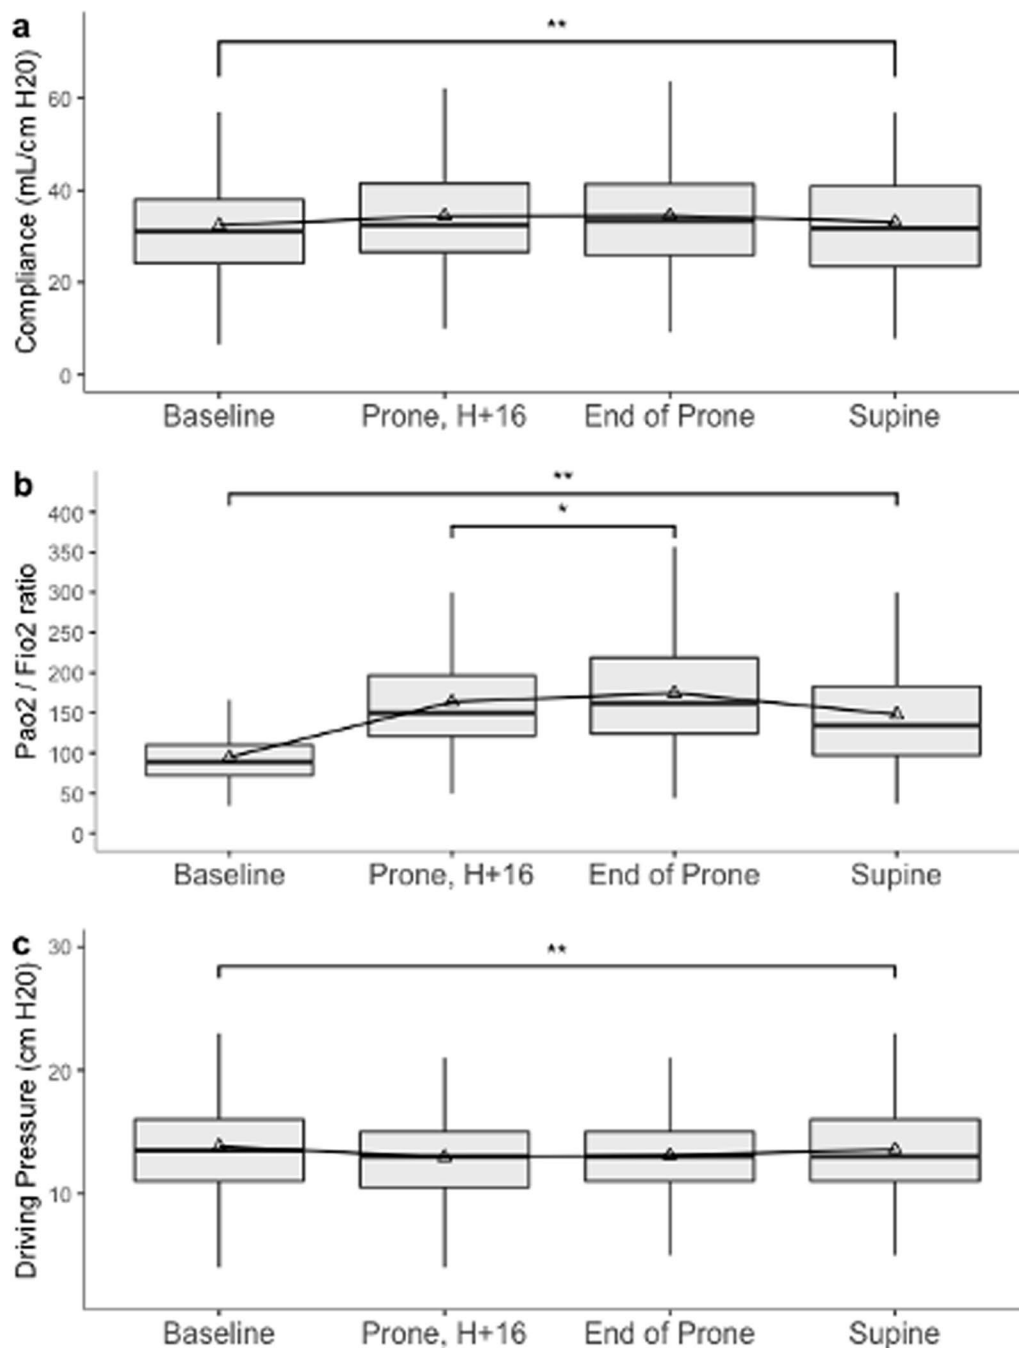 a
**
Compliance (mL/cm H20)
60
40
20
0
Baseline Prone, H+16 End of Prone Supine
b
**
*
Pao2 / Fio2 ratio
400
350
300
250
200
150
100
50
0
Baseline Prone, H+16 End of Prone Supine
c
**
Driving Pressure (cm H20)
30
20
10
Baseline Prone, H+16 End of Prone Supine